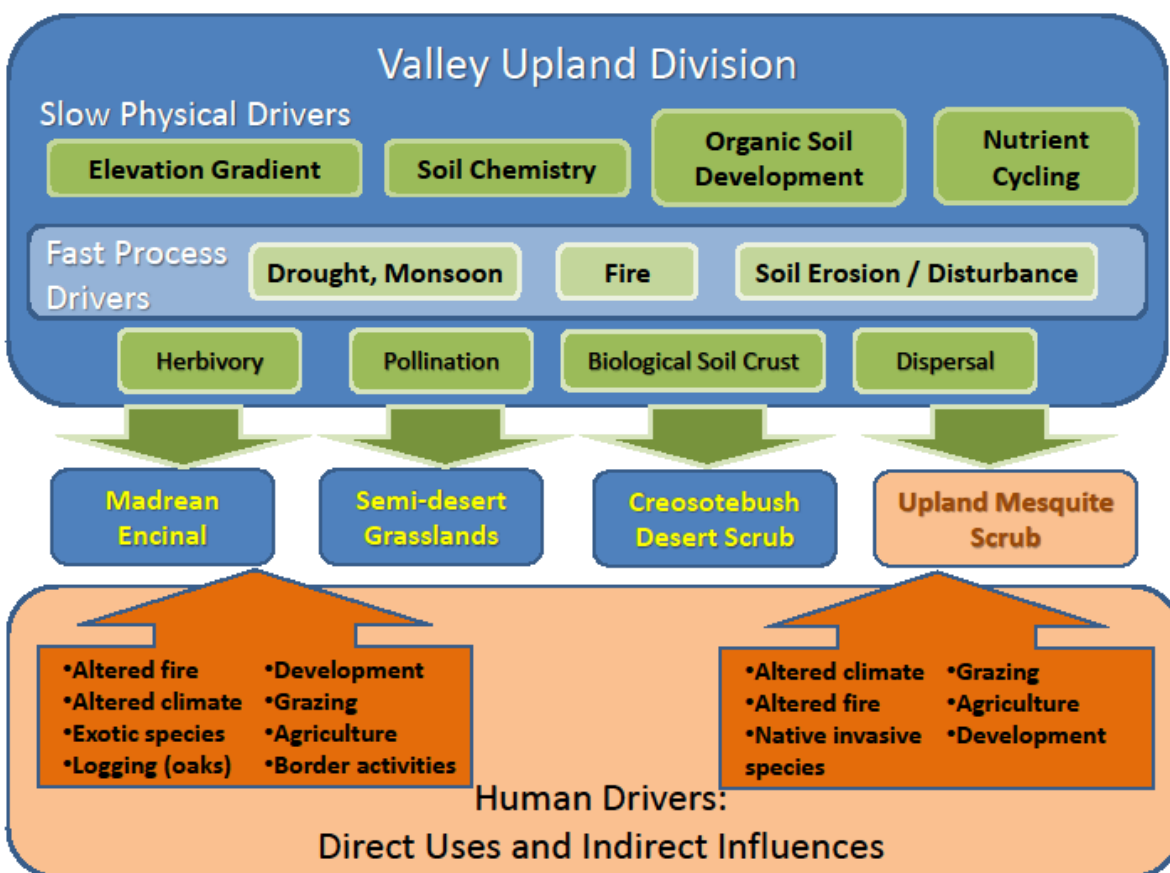 Valley Upland Division
Slow Physical Drivers
Elevation Gradient
Soil Chemistry
Organic Soil
Development
Nutrient
Cycling
Fast Process
Drivers
Drought, Monsoon
Fire
Soil Erosion / Disturbance
Herbivory
Pollination
Biological Soil Crust
Dispersal
Madrean
Encinal
Semi-desert
Grasslands
Creosotebush
Desert Scrub
Upland Mesquite
Scrub
•Altered fire
•Altered climate
•Exotic species
•Logging (oaks)
•Development
•Grazing
•Agriculture
•Border activities
•Altered climate
•Altered fire
•Native invasive
species
•Grazing
•Agriculture
•Development
Human Drivers:
Direct Uses and Indirect Influences